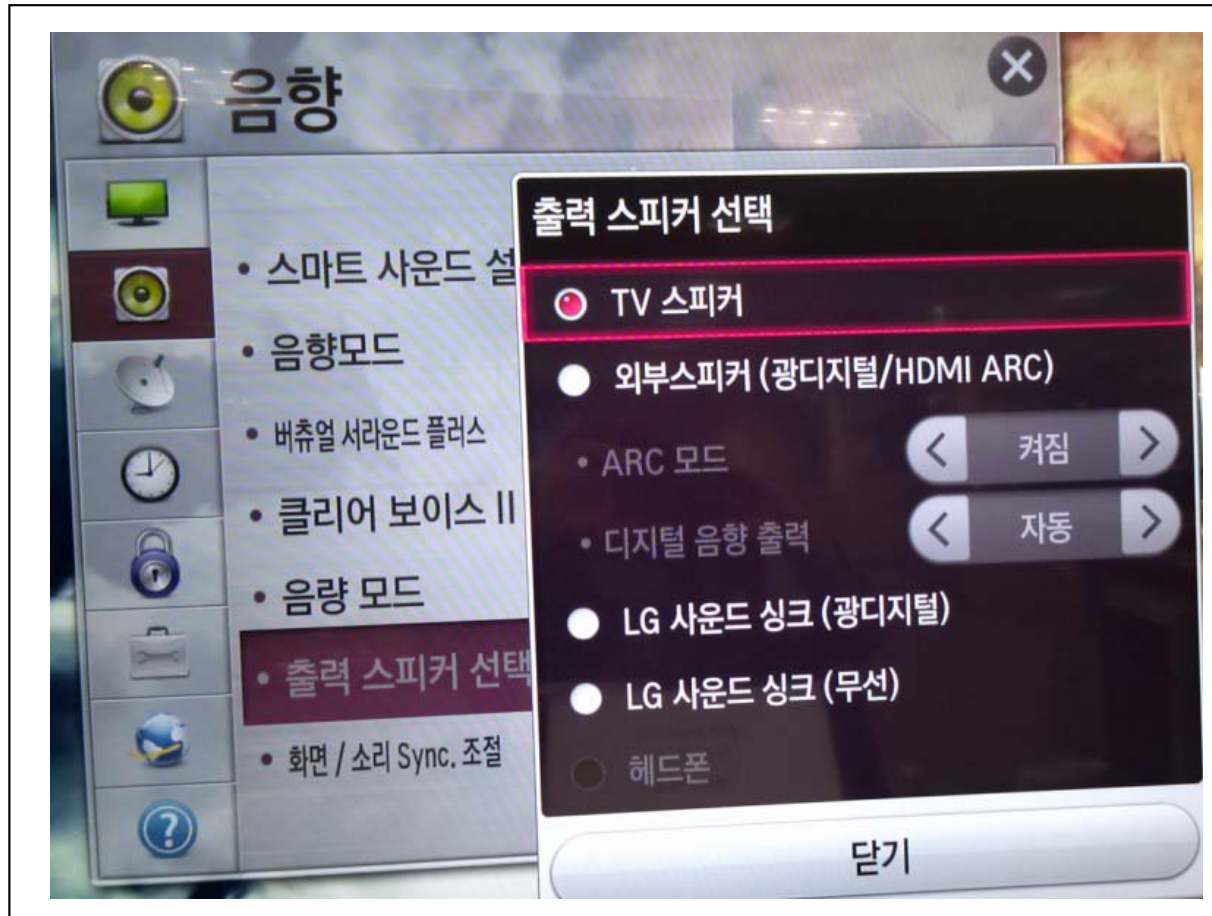 음향
스마트 사운드 설
음향모드
버츄얼 서라운드 플러스
클리어 보이스 II
음량 모드
출력 스피커 선택
화면 / 소리 Sync. 조절
출력 스피커 선택
TV 스피커
외부스피커 (광디지털/HDMI ARC)
ARC 모드 < 켜짐 >
디지털 음향 출력 < 자동 >
LG 사운드 싱크 (광디지털)
LG 사운드 싱크 (무선)
헤드폰
닫기